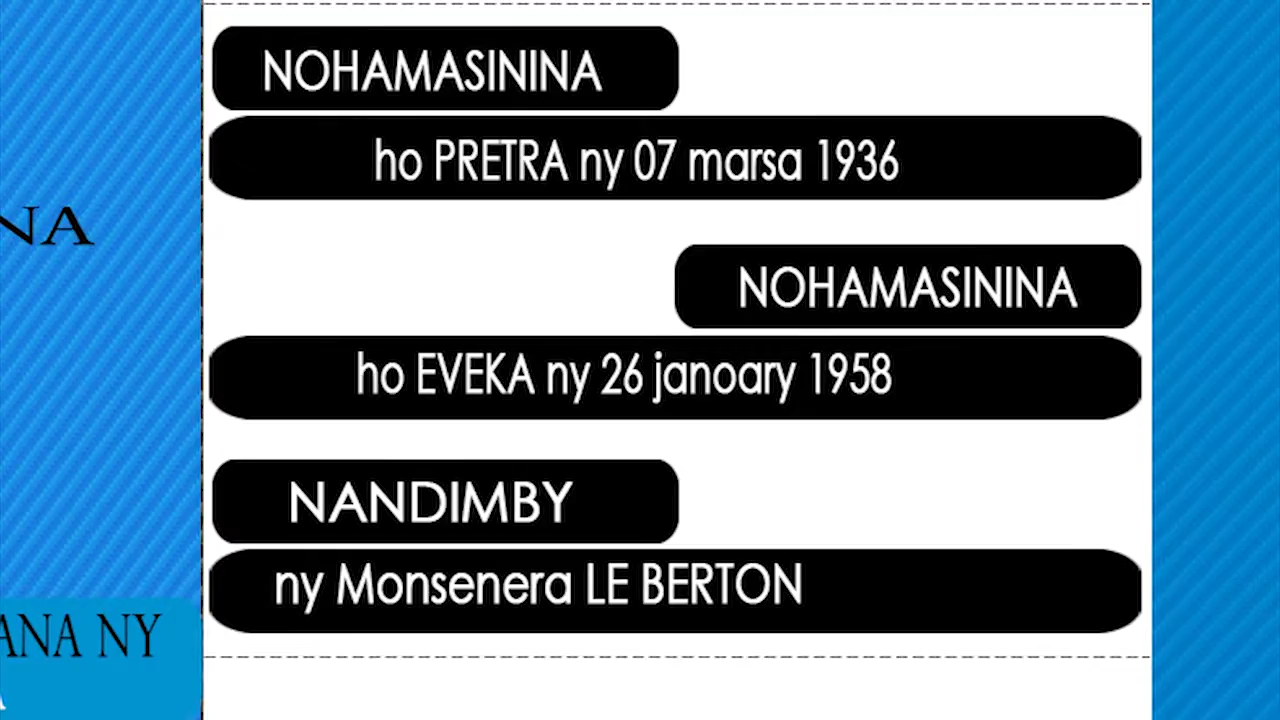 NOHAMASININA
ho PRETRA ny 07 marsa 1936
NOHAMASININA
ho EVEKA ny 26 janoary 1958
NANDIMBY
ny Monsenera LE BERTON
NY